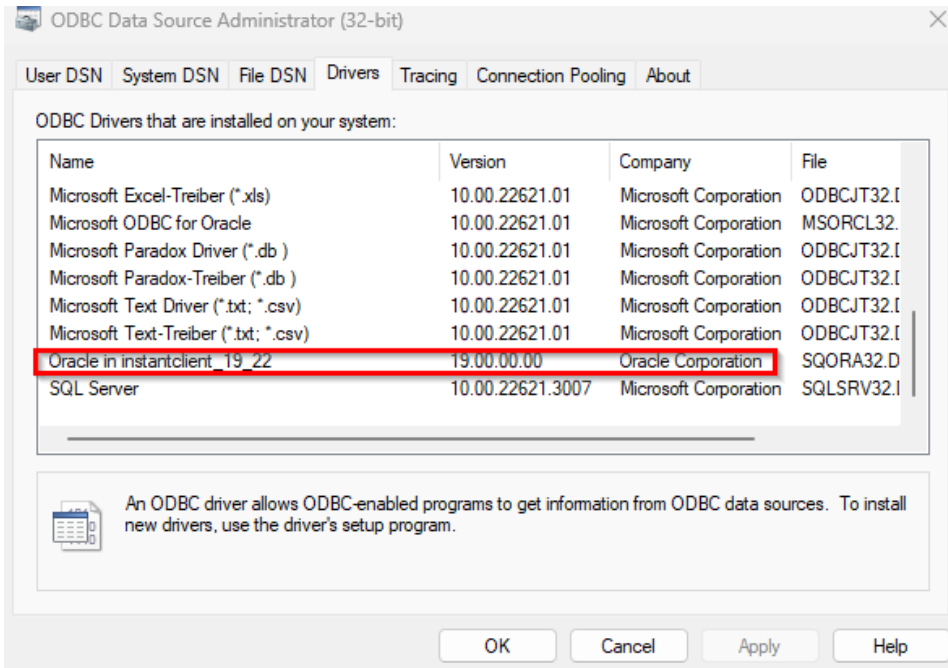 ODBC Data Source Administrator (32-bit)
User DSN System DSN File DSN Drivers Tracing Connection Pooling About
ODBC Drivers that are installed on your system:
Name Version Company File
Microsoft Excel-Treiber (*.xls) 10.00.22621.01 Microsoft Corporation ODBCJT32.D
Microsoft ODBC for Oracle 10.00.22621.01 Microsoft Corporation MSORCL32.
Microsoft Paradox Driver (*.db ) 10.00.22621.01 Microsoft Corporation ODBCJT32.D
Microsoft Paradox-Treiber (*.db ) 10.00.22621.01 Microsoft Corporation ODBCJT32.D
Microsoft Text Driver (*.txt; *.csv) 10.00.22621.01 Microsoft Corporation ODBCJT32.D
Microsoft Text-Treiber (*.txt; *.csv) 10.00.22621.01 Microsoft Corporation ODBCJT32.D
Oracle in instantclient_19_22 19.00.00.00 Oracle Corporation SQORA32.D
SQL Server 10.00.22621.3007 Microsoft Corporation SQLSRV32.D
An ODBC driver allows ODBC-enabled programs to get information from ODBC data sources. To install
new drivers, use the driver's setup program.
OK Cancel Apply Help